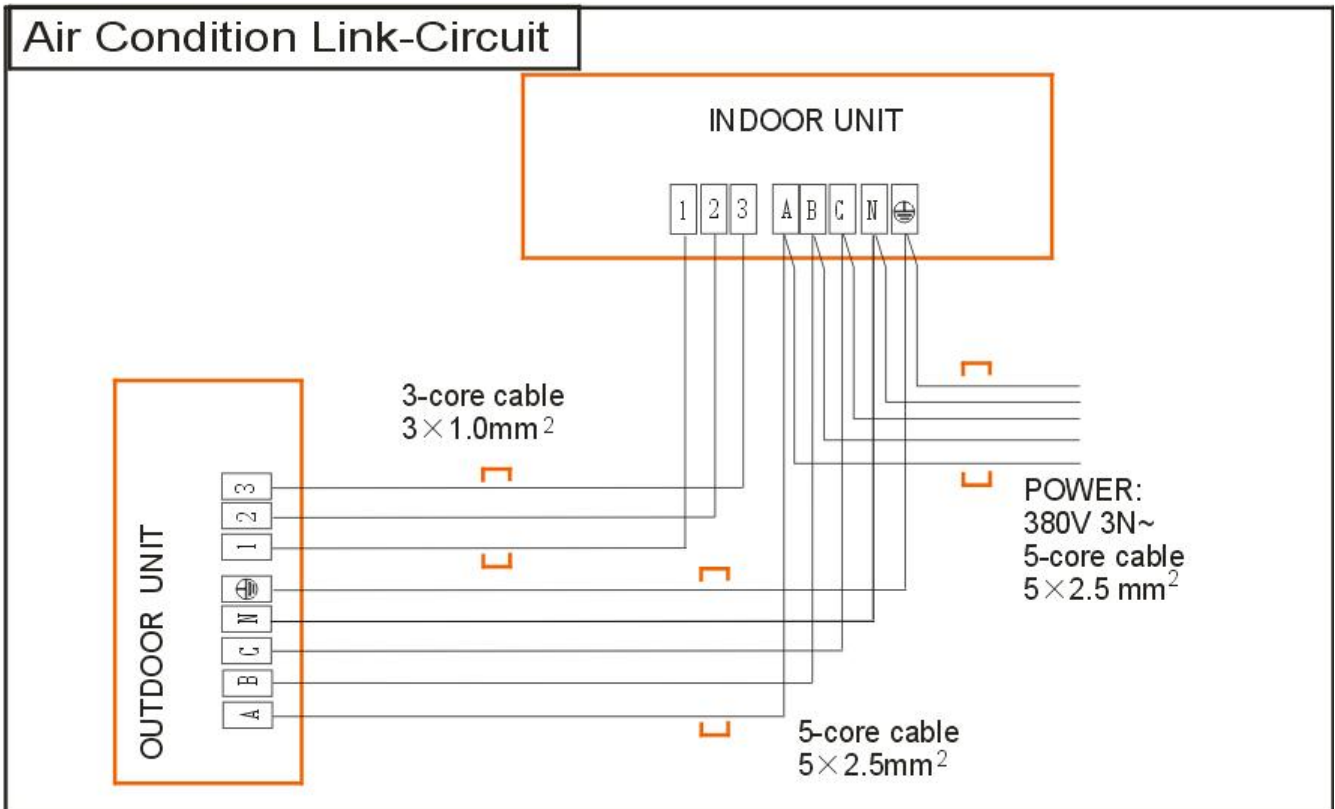 Air Condition Link-Circuit
INDOOR UNIT
1 2 3 A B C N
3-core cable
3×1.0mm²
OUTDOOR UNIT
3
2
1
N
C
B
A
POWER:
380V 3N~
5-core cable
5×2.5 mm²
5-core cable
5×2.5mm²